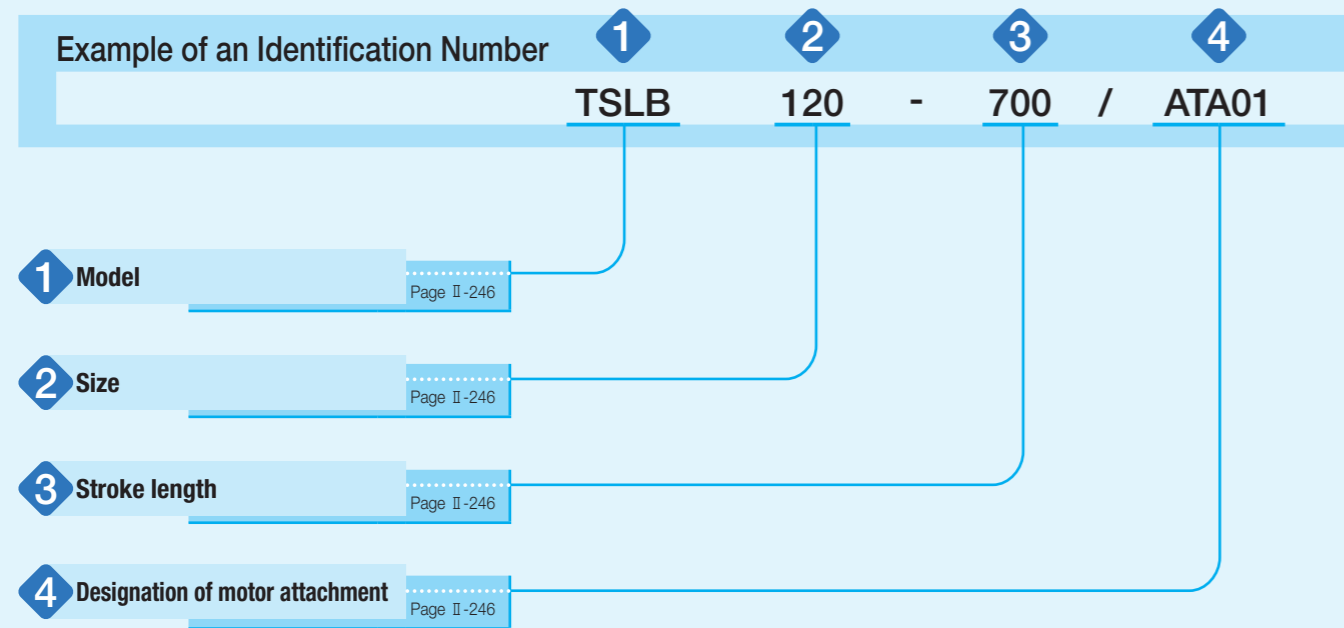 Example of an Identification Number 1 2 3 4
TSLB 120 - 700 / ATA01
1 Model
Page Ⅱ-246
2 Size
Page Ⅱ-246
3 Stroke length
Page Ⅱ-246
4 Designation of motor attachment
Page Ⅱ-246